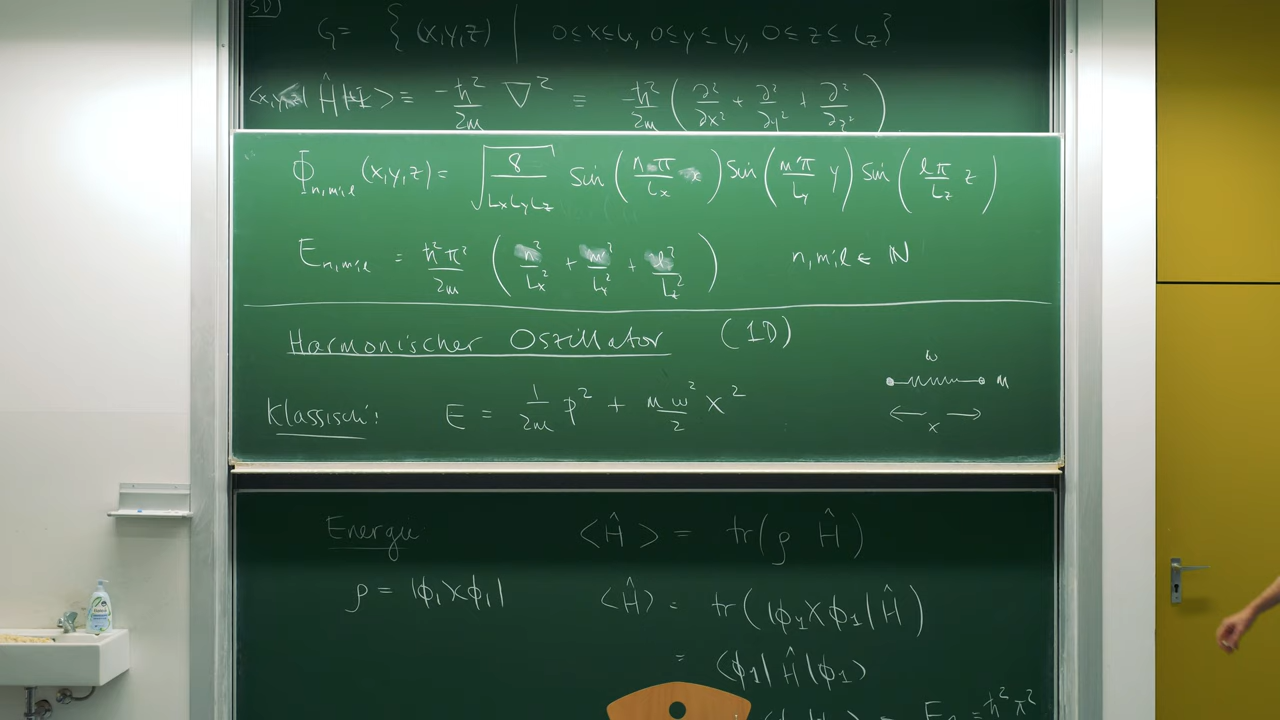 3D)
G = { (x,y,z) | 0≤x≤Lx, 0≤y≤Ly, 0≤z≤Lz}
Ĥ ≡ -ħ²/2m ∇² ≡ -ħ²/2m (∂²/∂x² + ∂²/∂y² + ∂²/∂z²)
Φn,m,l (x,y,z) = √(8/LxLyLz) sin(nπ/Lx x) sin(mπ/Ly y) sin(lπ/Lz z)
En,m,l = ħ²π²/2m (n²/Lx² + m²/Ly² + l²/Lz²) n,m,l ∈ ℕ
Harmonischer Oszillator (1D)
ω
m
x
Klassisch: E = 1/2m p² + mω²/2 x²
Energie <Ĥ> = tr(ρ Ĥ)
ρ = |ϕ₁><ϕ₁| <Ĥ> = tr(|ϕ₁><ϕ₁|Ĥ)
= <ϕ₁|Ĥ|ϕ₁>
ħ²π²